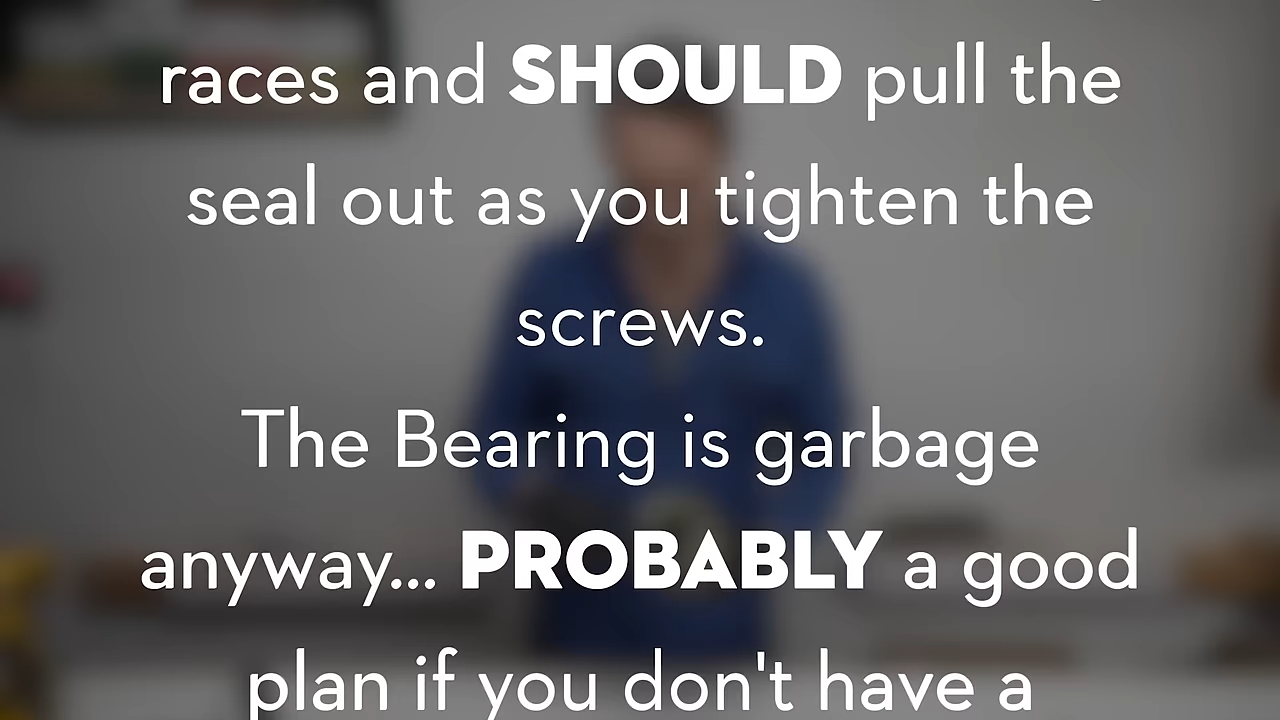 races and SHOULD pull the
seal out as you tighten the
screws.
The Bearing is garbage
anyway... PROBABLY a good
plan if you don't have a